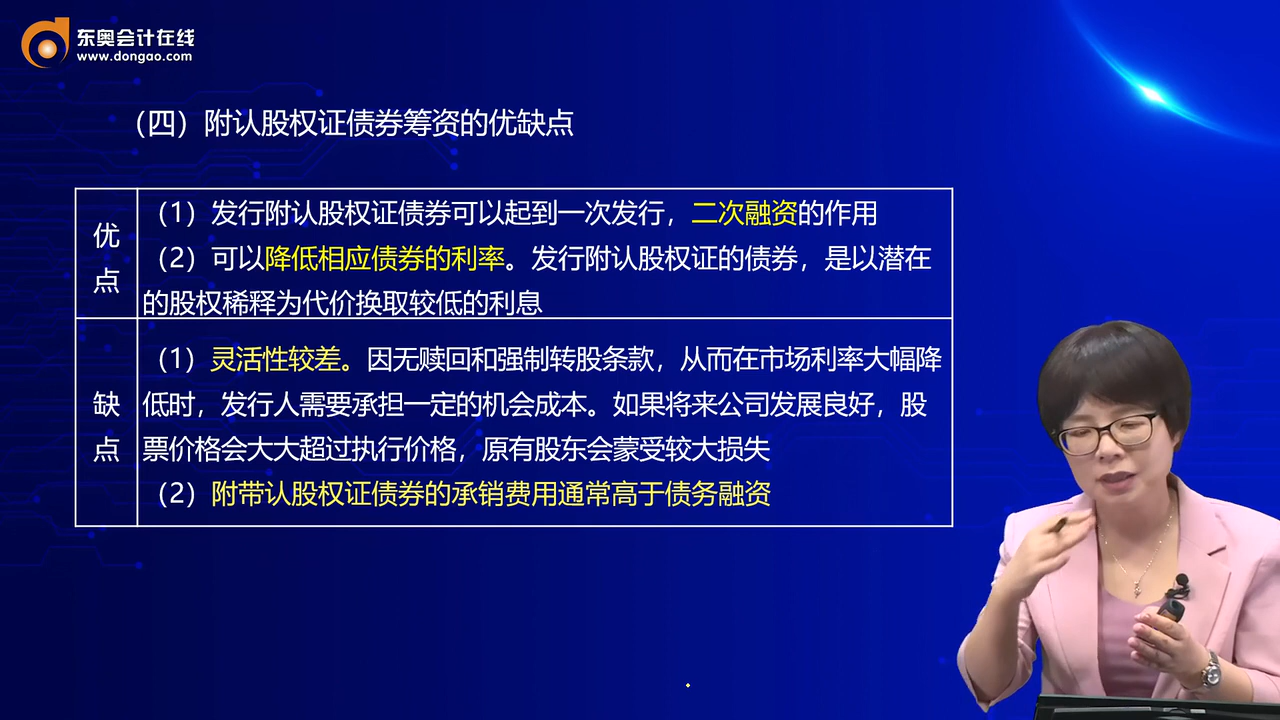 东奥会计在线
www.dongao.com
（四）附认股权证债券筹资的优缺点
优点
（1）发行附认股权证债券可以起到一次发行，二次融资的作用
（2）可以降低相应债券的利率。发行附认股权证的债券，是以潜在
的股权稀释为代价换取较低的利息
缺点
（1）灵活性较差。因无赎回和强制转股条款，从而在市场利率大幅降
低时，发行人需要承担一定的机会成本。如果将来公司发展良好，股
票价格会大大超过执行价格，原有股东会蒙受较大损失
（2）附带认股权证债券的承销费用通常高于债务融资